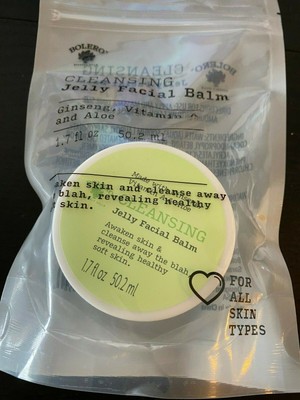 BOLERO
CLEANSING
Jelly Facial Balm
Ginseng, Vitamin
and Aloe
1.7 fl oz 50.2 ml
aken skin and cleanse away
blah, revealing healthy
skin.
CLEANSING
Jelly Facial Balm
Awaken skin &
cleanse away the blah,
revealing healthy
soft skin.
1.7 fl oz 50.2 ml
FOR
ALL
SKIN
TYPES